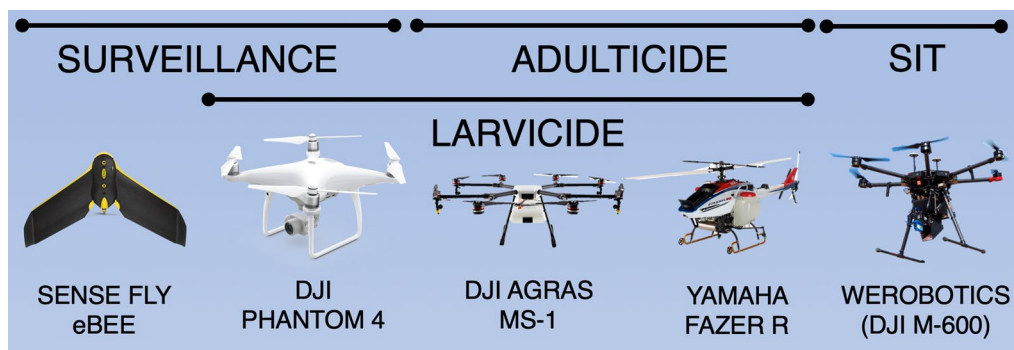 SURVEILLANCE
ADULTICIDE
SIT
LARVICIDE
SENSE FLY
eBEE
DJI
PHANTOM 4
DJI AGRAS
MS-1
YAMAHA
FAZER R
WEROBOTICS
(DJI M-600)